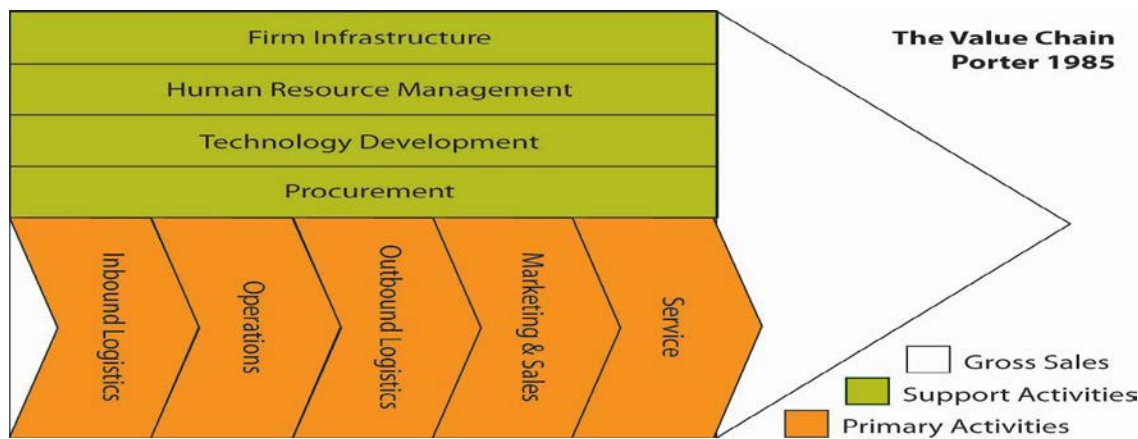 Firm Infrastructure
Human Resource Management
Technology Development
Procurement
Inbound Logistics
Operations
Outbound Logistics
Marketing & Sales
Service
The Value Chain
Porter 1985
Gross Sales
Support Activities
Primary Activities